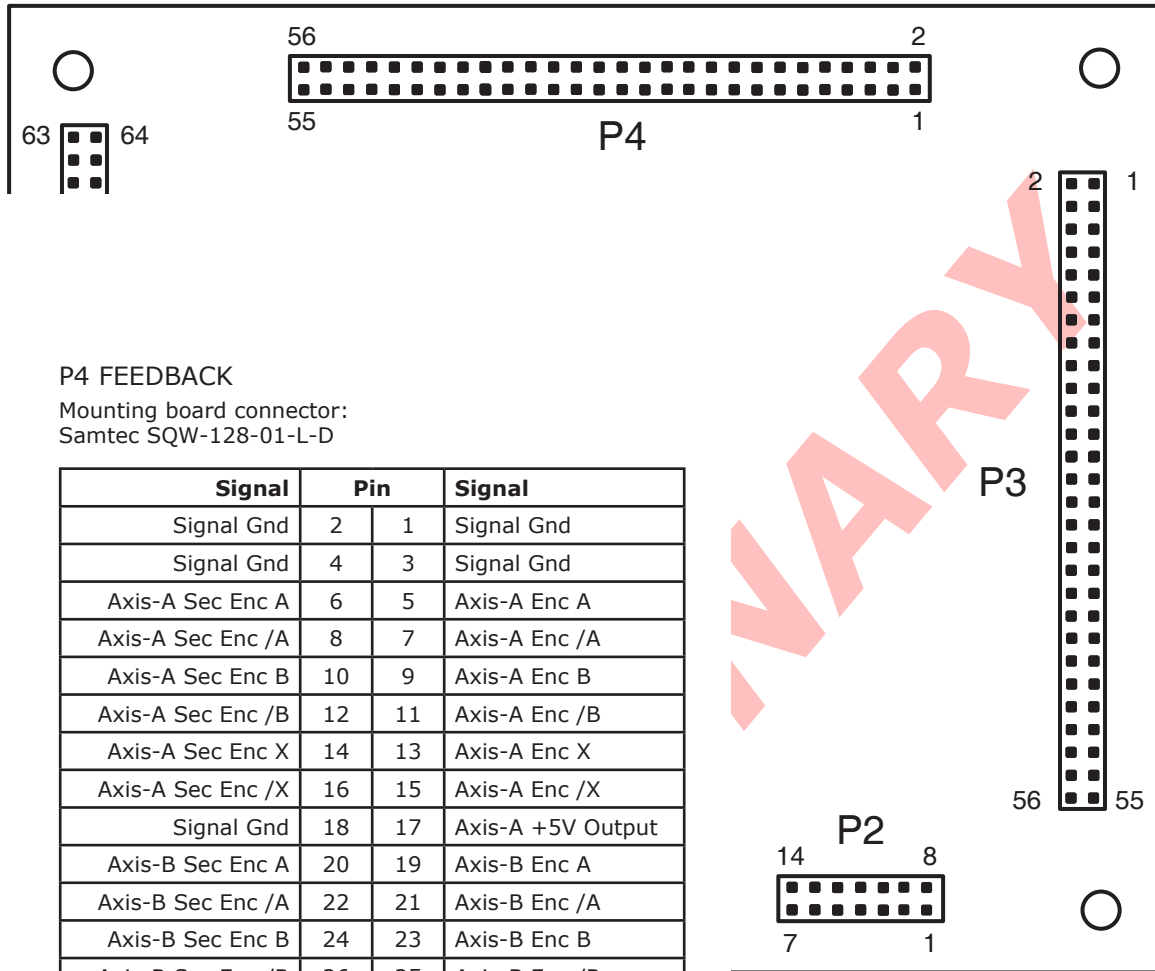 56 2
55 1
P4
63 64
2 1
P4 FEEDBACK
Mounting board connector:
Samtec SQW-128-01-L-D
P3
Signal Pin Signal
Signal Gnd 2 1 Signal Gnd
Signal Gnd 4 3 Signal Gnd
Axis-A Sec Enc A 6 5 Axis-A Enc A
Axis-A Sec Enc /A 8 7 Axis-A Enc /A
Axis-A Sec Enc B 10 9 Axis-A Enc B
Axis-A Sec Enc /B 12 11 Axis-A Enc /B
Axis-A Sec Enc X 14 13 Axis-A Enc X
Axis-A Sec Enc /X 16 15 Axis-A Enc /X
Signal Gnd 18 17 Axis-A +5V Output
Axis-B Sec Enc A 20 19 Axis-B Enc A
Axis-B Sec Enc /A 22 21 Axis-B Enc /A
Axis-B Sec Enc B 24 23 Axis-B Enc B
56 55
P2
14 8
7 1
NARY